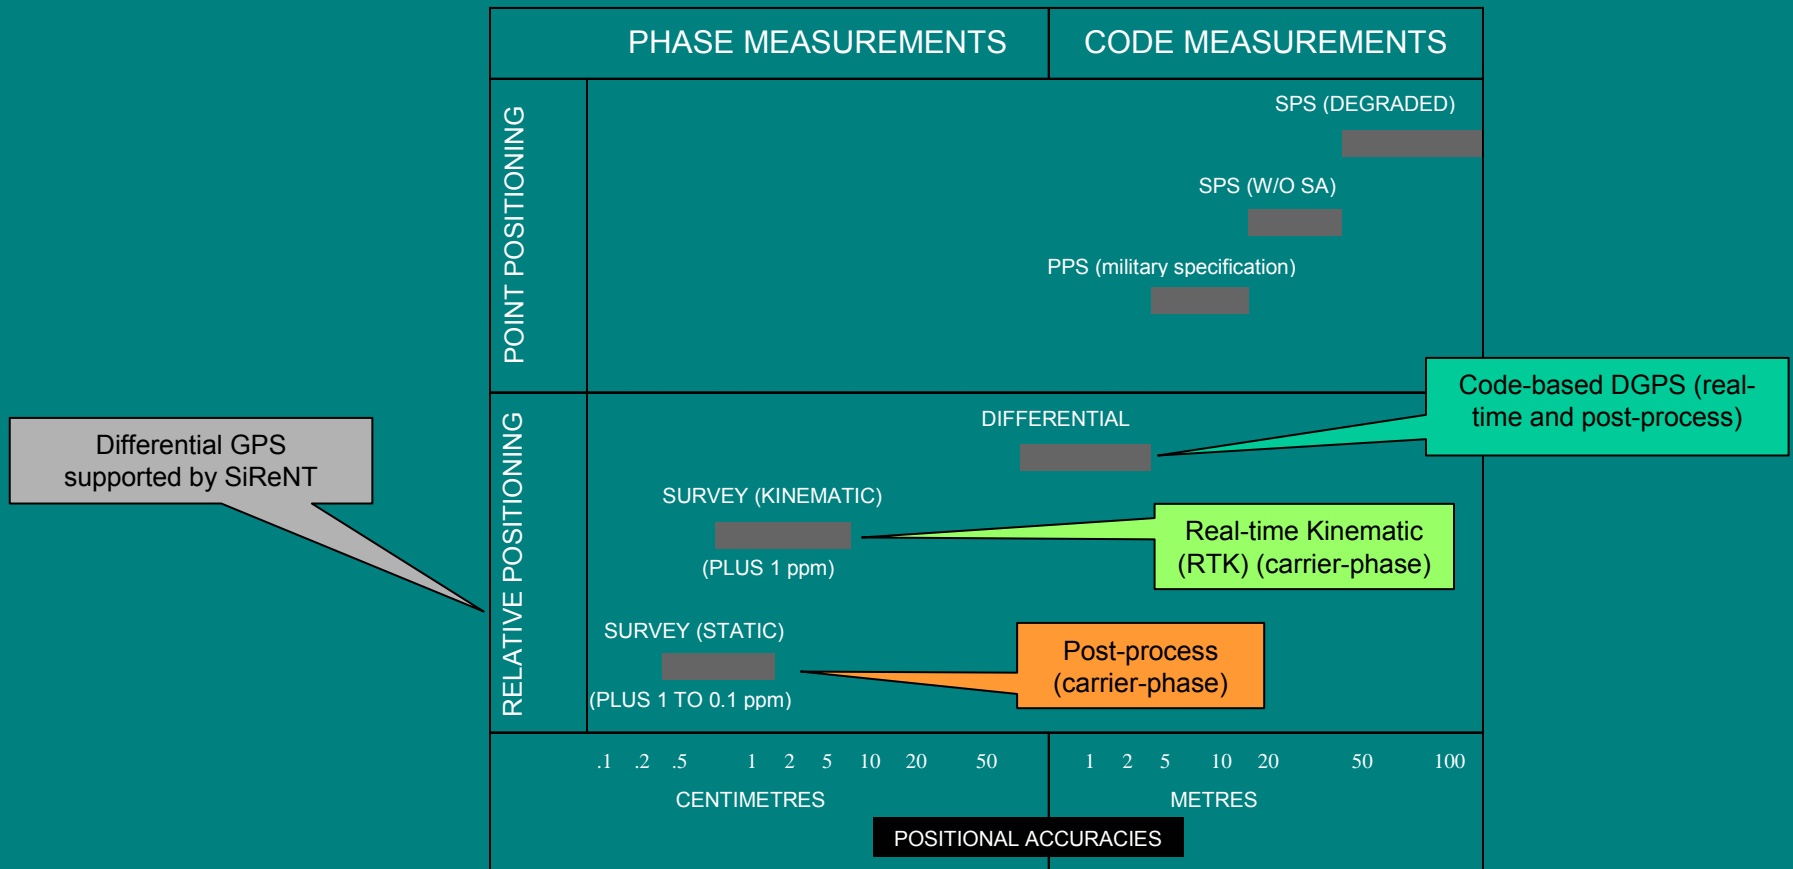 PHASE MEASUREMENTS
CODE MEASUREMENTS
POINT POSITIONING
SPS (DEGRADED)
SPS (W/O SA)
PPS (military specification)
RELATIVE POSITIONING
DIFFERENTIAL
SURVEY (KINEMATIC)
(PLUS 1 ppm)
SURVEY (STATIC)
(PLUS 1 TO 0.1 ppm)
Differential GPS
supported by SiReNT
Code-based DGPS (real-
time and post-process)
Real-time Kinematic
(RTK) (carrier-phase)
Post-process
(carrier-phase)
.1 .2 .5 1 2 5 10 20 50 1 2 5 10 20 50 100
CENTIMETRES
METRES
POSITIONAL ACCURACIES